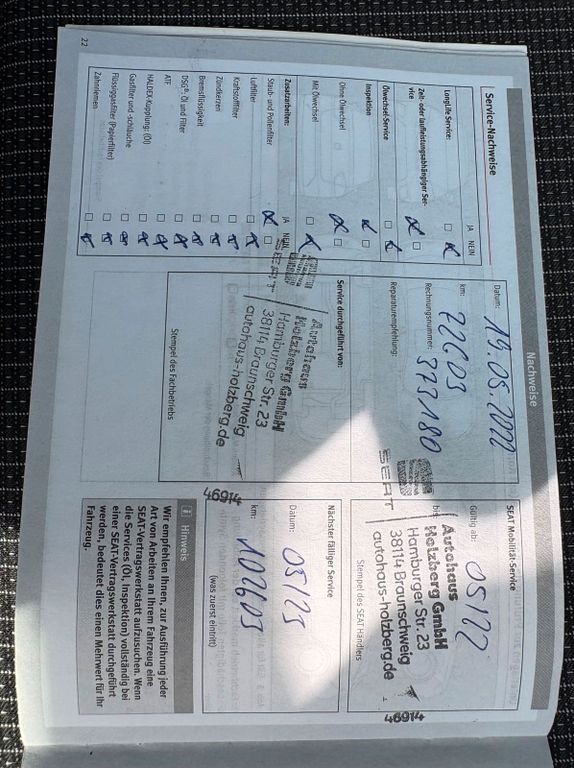 Nachweise
Service-Nachweise
JA NEIN
LongLife Service:
Zeit- oder laufleistungsabhängiger Ser-
vice
Ölwechsel-Service
Inspektion
Ohne Ölwechsel
Mit Ölwechsel
Zusatzarbeiten: JA NEIN
Staub- und Pollenfilter
Luftfilter
Kraftstofffilter
Zündkerzen
Bremsflüssigkeit
DSG®: Öl und Filter
ATF
HALDEX-Kupplung: (Öl)
Gasfilter und -schläuche
Flüssiggasfilter (Papierfilter)
Zahnriemen
Datum: 19.05.2022
km: 72603
Rechnungsnummer: 373180
Reparaturempfehlung:
Service durchgeführt von:
SEAT
Autohaus
Holzberg GmbH
Hamburger Str. 23
38114 Braunschweig
autohaus-holzberg.de
46914
Stempel des Fachbetriebs
SEAT Mobilität-Service
Gültig ab: 05/22
SEAT
Autohaus
Holzberg GmbH
Hamburger Str. 23
38114 Braunschweig
autohaus-holzberg.de
46914
Stempel des SEAT Händlers
Nächster fälliger Service
Datum: 05/25
km: 102603
(was zuerst eintritt)
Hinweis
Wir empfehlen Ihnen, zur Ausführung jeder
Art von Arbeiten an Ihrem Fahrzeug eine
SEAT-Vertragswerkstatt aufzusuchen. Wenn
die Services (Öl, Inspektion) vollständig bei
einer SEAT-Vertragswerkstatt durchgeführt
werden, bedeutet dies einen Mehrwert für Ihr
Fahrzeug.
22